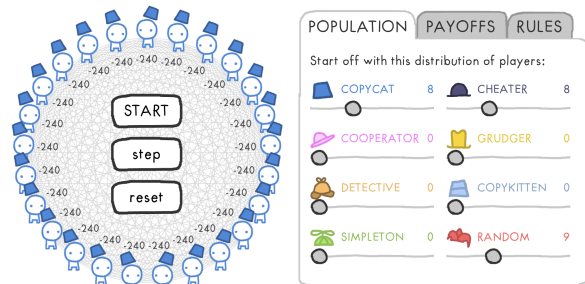 -240
-240 -240
-240 -240
-240 -240
-240 -240
START
-240 -240
-240 -240
step
-240 -240
-240 -240
reset
-240 -240
-240 -240
-240 -240
-240 -240
POPULATION PAYOFFS RULES
Start off with this distribution of players:
COPYCAT 8 CHEATER 8
COOPERATOR 0 GRUDGER 0
DETECTIVE 0 COPYKITTEN 0
SIMPLETON 0 RANDOM 9